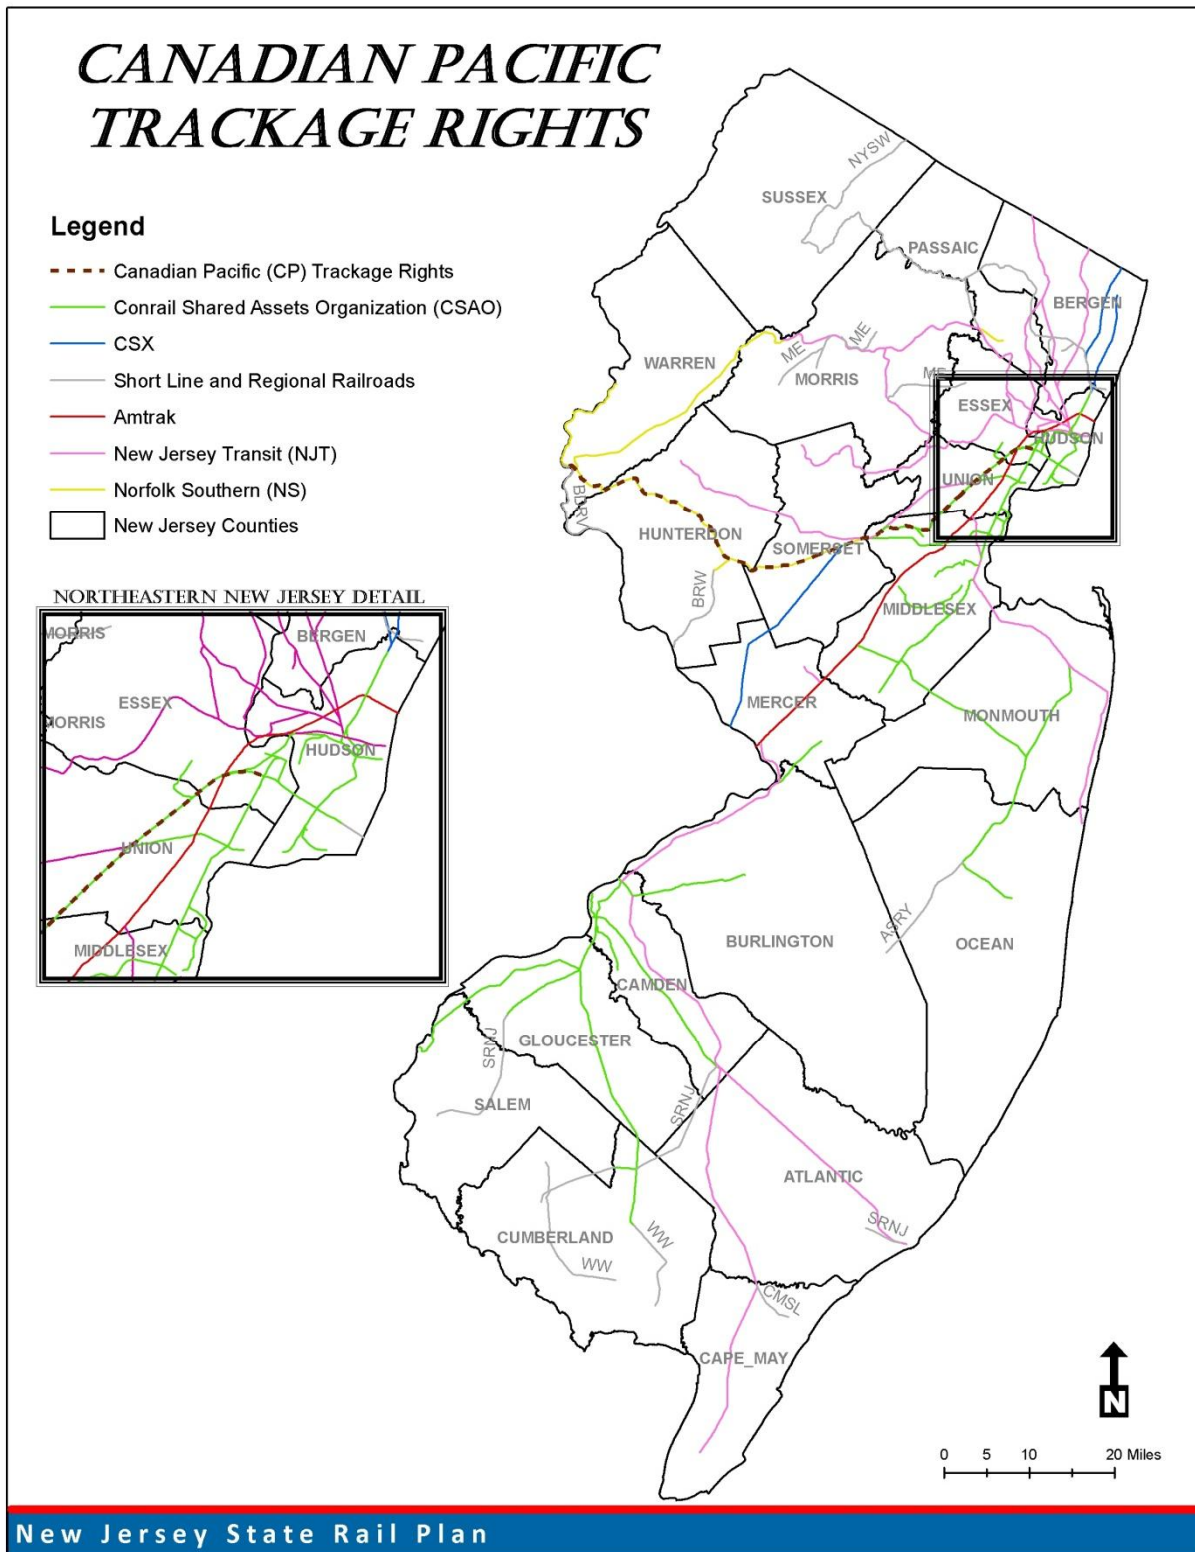 CANADIAN PACIFIC
TRACKAGE RIGHTS
Legend
Canadian Pacific (CP) Trackage Rights
Conrail Shared Assets Organization (CSAO)
CSX
Short Line and Regional Railroads
Amtrak
New Jersey Transit (NJT)
Norfolk Southern (NS)
New Jersey Counties
NYSW
SUSSEX
PASSAIC
BERGEN
WARREN
ME
ME
MORRIS
ME
ESSEX
HUDSON
UNION
BLRV
HUNTERDON
SOMERSET
BRW
MIDDLESEX
MERCER
MONMOUTH
NORTHEASTERN NEW JERSEY DETAIL
MORRIS
BERGEN
ESSEX
MORRIS
HUDSON
UNION
MIDDLESEX
BURLINGTON
ASRY
OCEAN
CAMDEN
GLOUCESTER
SRNJ
SALEM
SRNJ
ATLANTIC
SRNJ
CUMBERLAND
WW
WW
CMSL
CAPE_MAY
N
0 5 10 20 Miles
New Jersey State Rail Plan